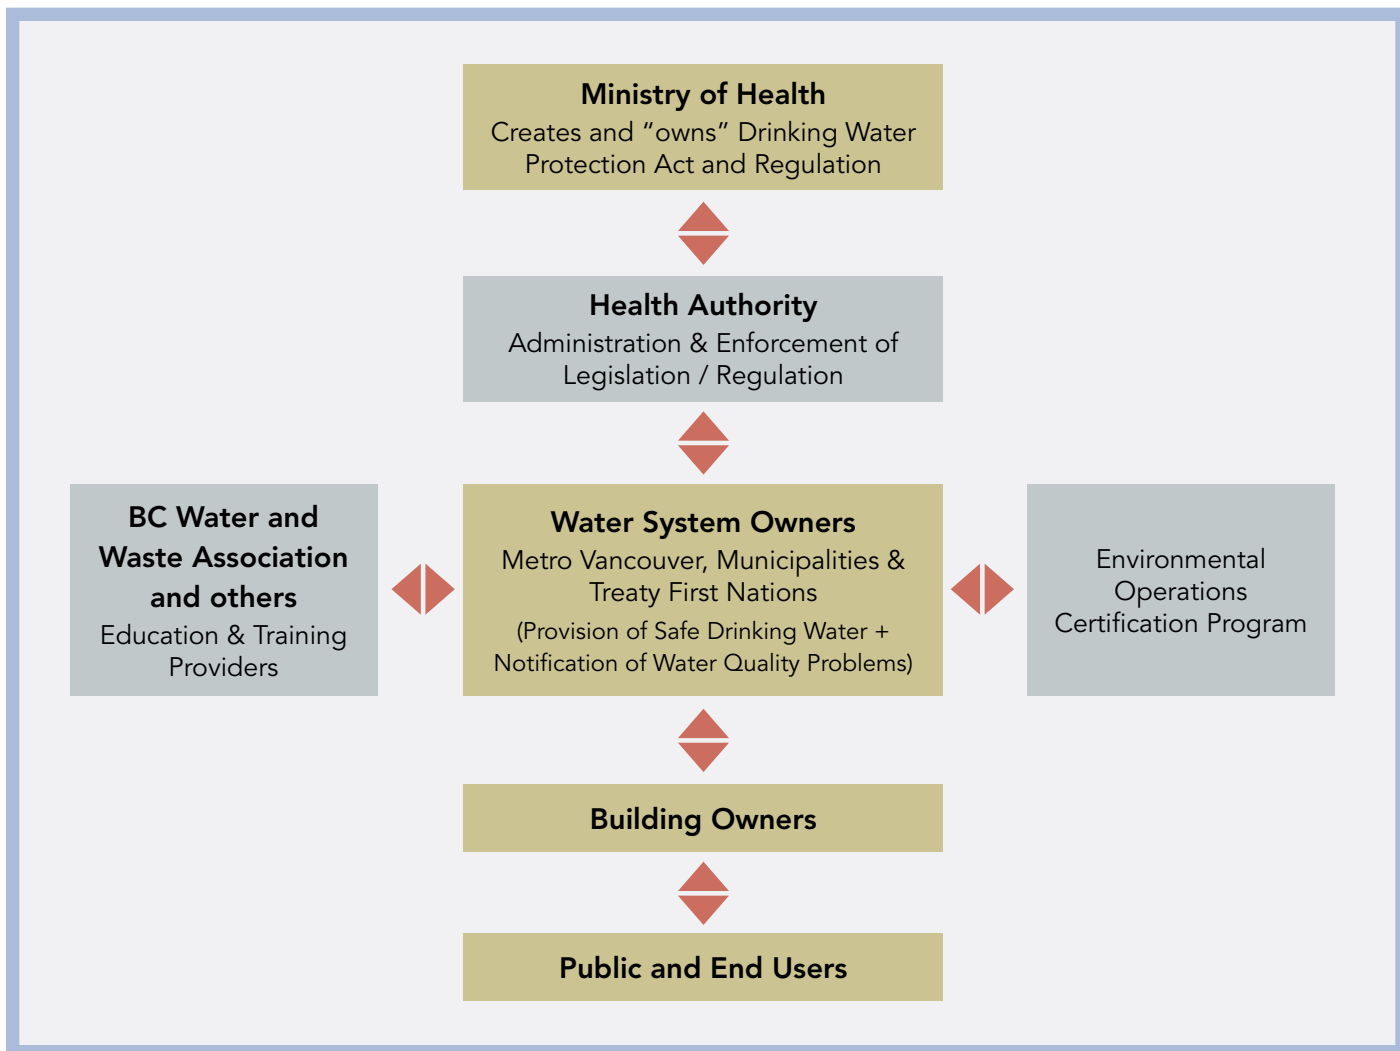 Ministry of Health
Creates and “owns” Drinking Water
Protection Act and Regulation
Health Authority
Administration & Enforcement of
Legislation / Regulation
BC Water and
Waste Association
and others
Education & Training
Providers
Water System Owners
Metro Vancouver, Municipalities &
Treaty First Nations
(Provision of Safe Drinking Water +
Notification of Water Quality Problems)
Environmental
Operations
Certification Program
Building Owners
Public and End Users